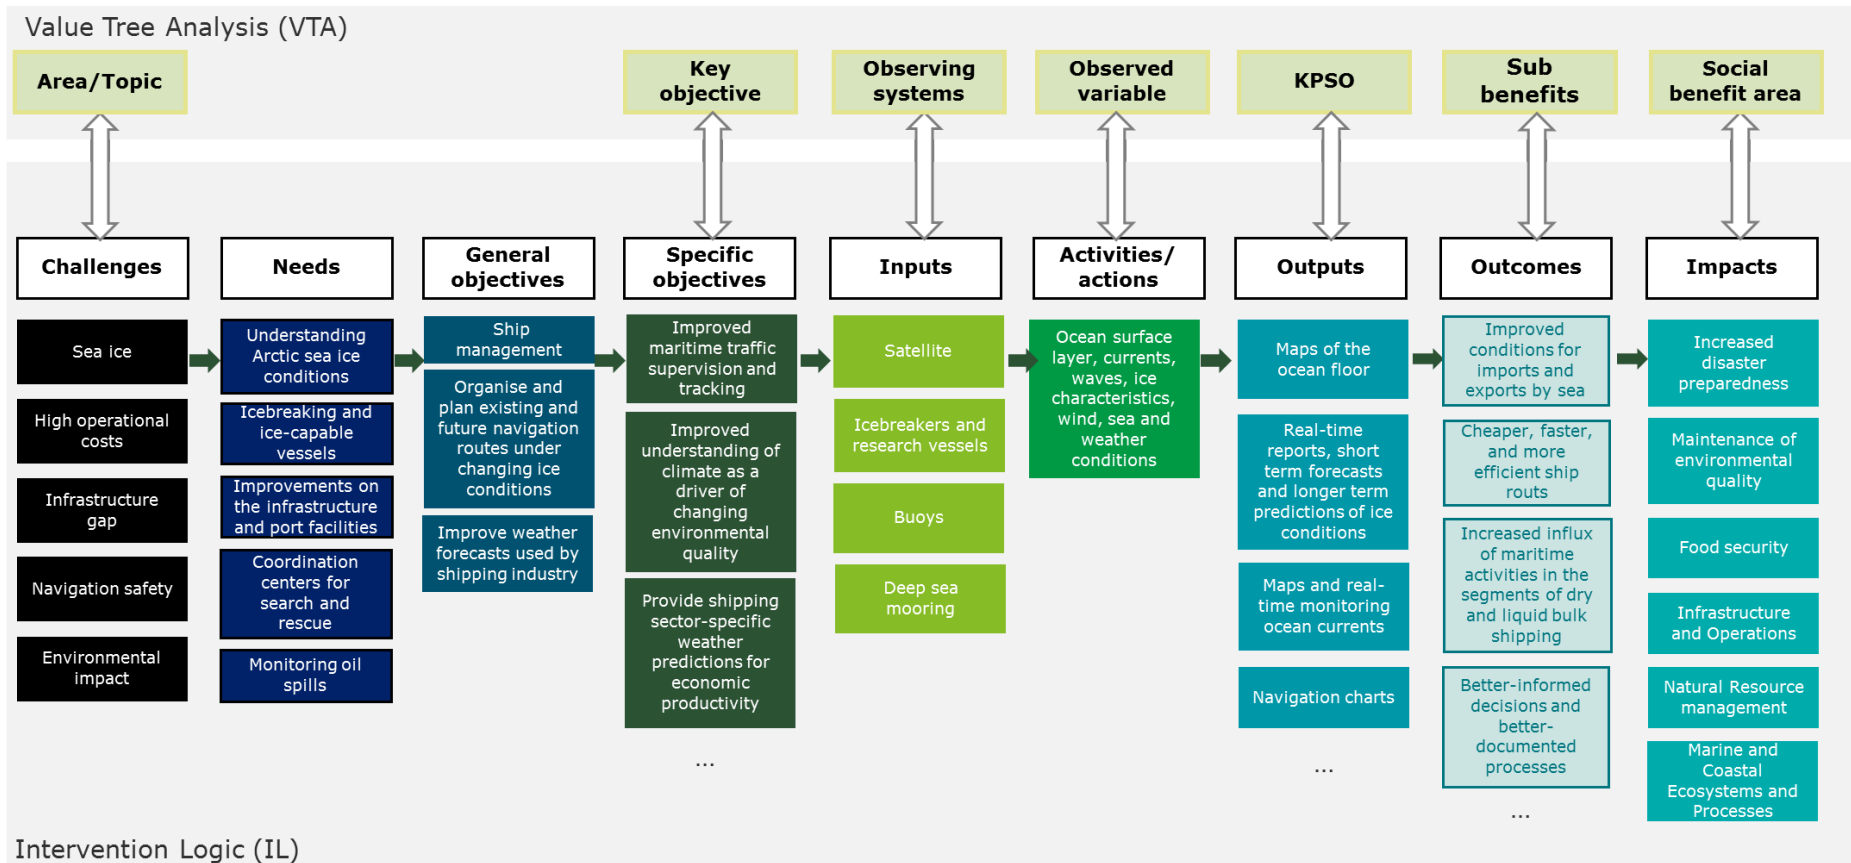 Value Tree Analysis (VTA)
Area/Topic
Key
objective
Observing
systems
Observed
variable
KPSO
Sub
benefits
Social
benefit area
Challenges
Needs
General
objectives
Specific
objectives
Inputs
Activities/
actions
Outputs
Outcomes
Impacts
Sea ice
High operational
costs
Infrastructure
gap
Navigation safety
Environmental
impact
Understanding
Arctic sea ice
conditions
Icebreaking and
ice-capable
vessels
Improvements on
the infrastructure
and port facilities
Coordination
centers for
search and
rescue
Monitoring oil
spills
Ship
management
Organise and
plan existing and
future navigation
routes under
changing ice
conditions
Improve weather
forecasts used by
shipping industry
Improved
maritime traffic
supervision and
tracking
Improved
understanding of
climate as a
driver of
changing
environmental
quality
Provide shipping
sector-specific
weather
predictions for
economic
productivity
...
Satellite
Icebreakers and
research vessels
Buoys
Deep sea
mooring
Ocean surface
layer, currents,
waves, ice
characteristics,
wind, sea and
weather
conditions
Maps of the
ocean floor
Real-time
reports, short
term forecasts
and longer term
predictions of ice
conditions
Maps and real-
time monitoring
ocean currents
Navigation charts
...
Improved
conditions for
imports and
exports by sea
Cheaper, faster,
and more
efficient ship
routs
Increased influx
of maritime
activities in the
segments of dry
and liquid bulk
shipping
Better-informed
decisions and
better-
documented
processes
...
Increased
disaster
preparedness
Maintenance of
environmental
quality
Food security
Infrastructure
and Operations
Natural Resource
management
Marine and
Coastal
Ecosystems and
Processes
Intervention Logic (IL)